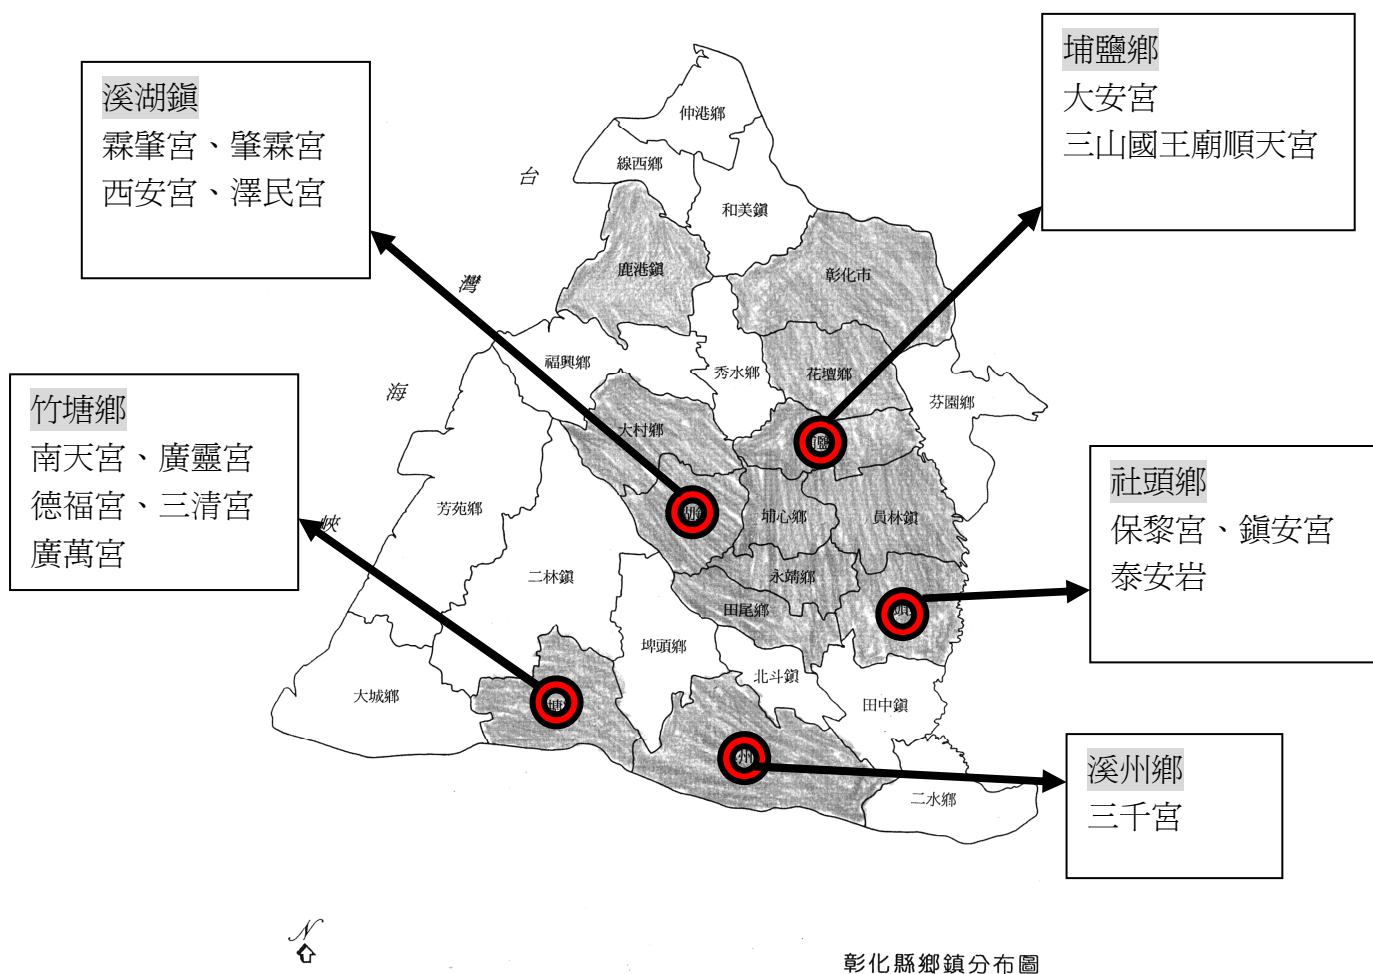 溪湖鎮
霖肇宮、肇霖宮
西安宮、澤民宮
埔鹽鄉
大安宮
三山國王廟順天宮
竹塘鄉
南天宮、廣靈宮
德福宮、三清宮
廣萬宮
社頭鄉
保黎宮、鎮安宮
泰安岩
溪州鄉
三千宮
台
灣
海
峽
伸港鄉
線西鄉
和美鎮
鹿港鎮
彰化市
福興鄉
秀水鄉
花壇鄉
芬園鄉
大村鄉
鹽
芳苑鄉
湖
埔心鄉
員林鎮
二林鎮
永靖鄉
田尾鄉
埤頭鄉
北斗鎮
大城鄉
塘
田中鎮
州
二水鄉
N
彰化縣鄉鎮分布圖